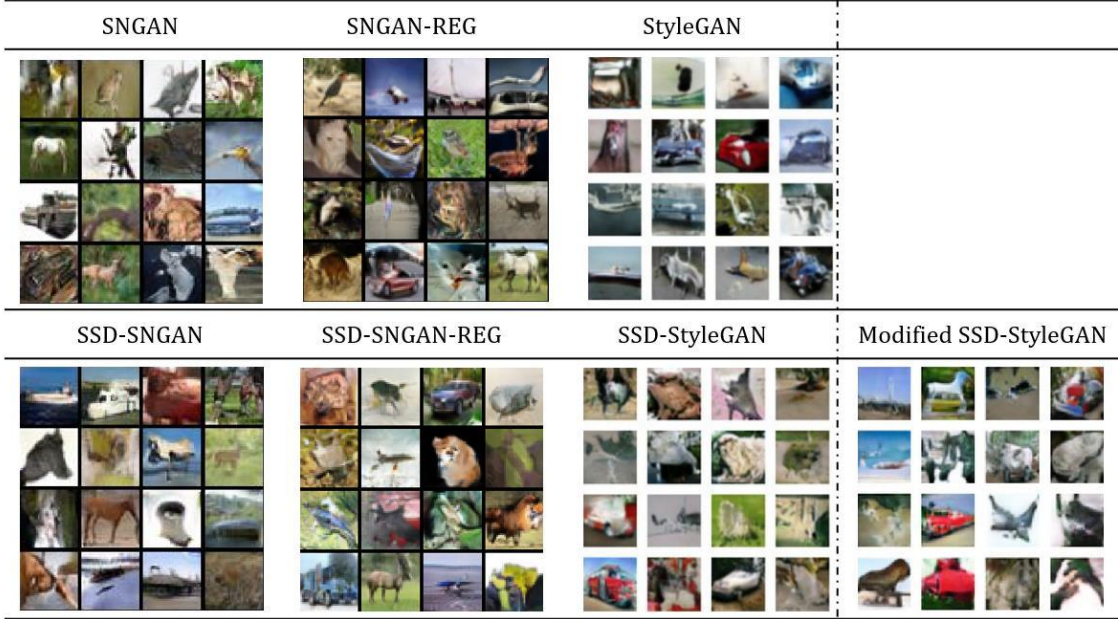 SNGAN
SNGAN-REG
StyleGAN
SSD-SNGAN
SSD-SNGAN-REG
SSD-StyleGAN
Modified SSD-StyleGAN